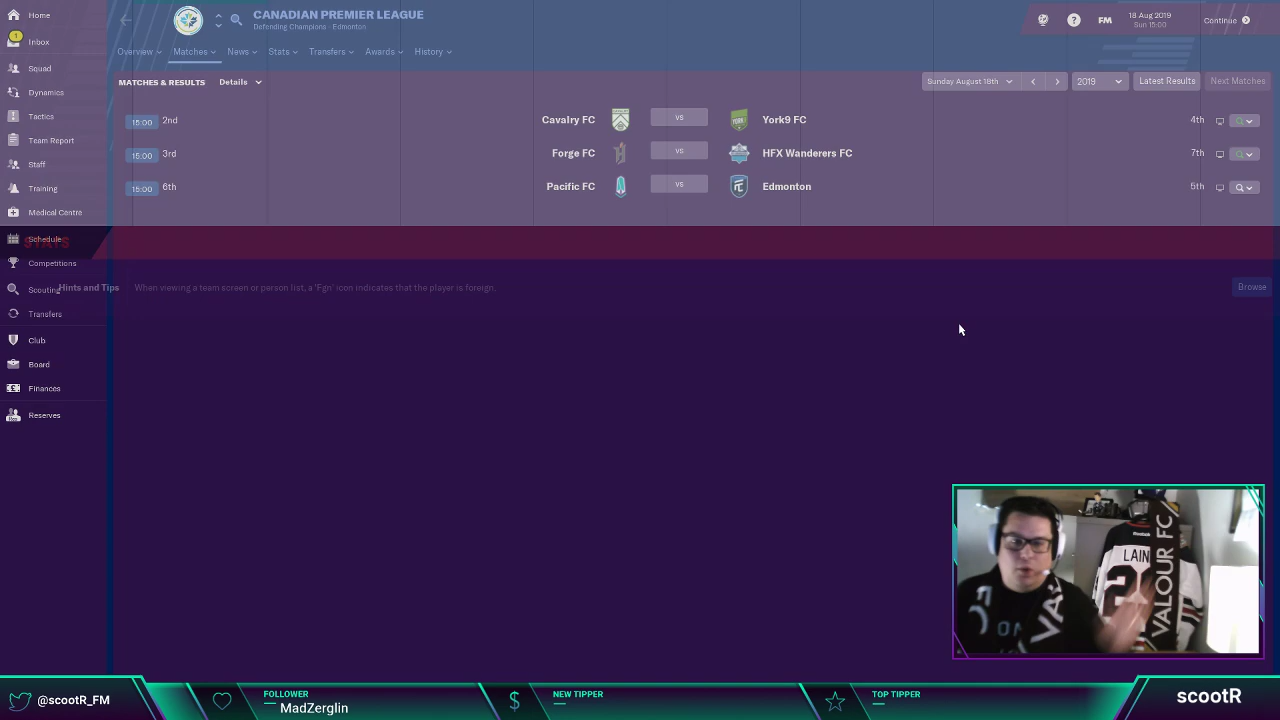 Home
CANADIAN PREMIER LEAGUE
Defending Champions - Edmonton
FM
18 Aug 2019
Sun 15:00
Continue
1
Inbox
Overview
Matches
News
Stats
Transfers
Awards
History
Squad
MATCHES & RESULTS
Details
Sunday August 18th
2019
Latest Results
Next Matches
Dynamics
Tactics
15:00
2nd
Cavalry FC
vs
York9 FC
4th
Team Report
15:00
3rd
Forge FC
vs
HFX Wanderers FC
7th
Staff
Training
15:00
6th
Pacific FC
vs
Edmonton
5th
Medical Centre
Schedule
STATS
Competitions
Scouting
Hints and Tips
When viewing a team screen or person list, a 'Fgn' icon indicates that the player is foreign.
Browse
Transfers
Club
Board
Finances
Reserves
LAIN
VALOUR FC
VA
@scootR_FM
FOLLOWER
MadZerglin
NEW TIPPER
TOP TIPPER
scootR